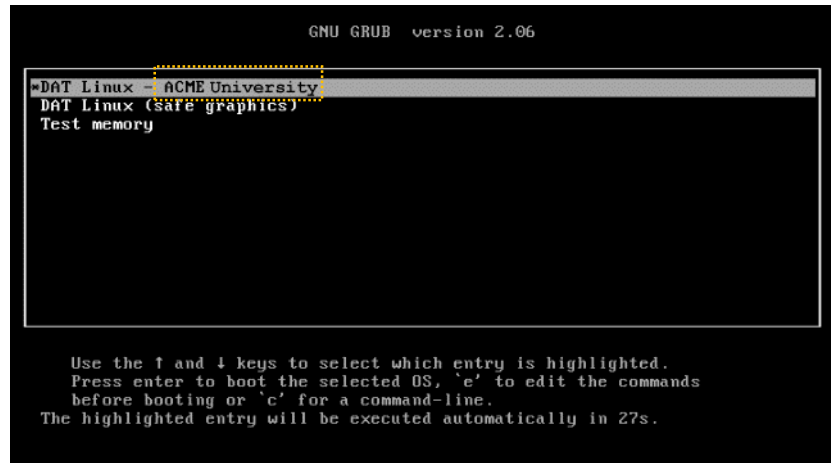 GNU GRUB  version 2.06
*DAT Linux - ACME University
DAT Linux (safe graphics)
Test memory
Use the ↑ and ↓ keys to select which entry is highlighted.
Press enter to boot the selected OS, `e' to edit the commands
before booting or `c' for a command-line.
The highlighted entry will be executed automatically in 27s.